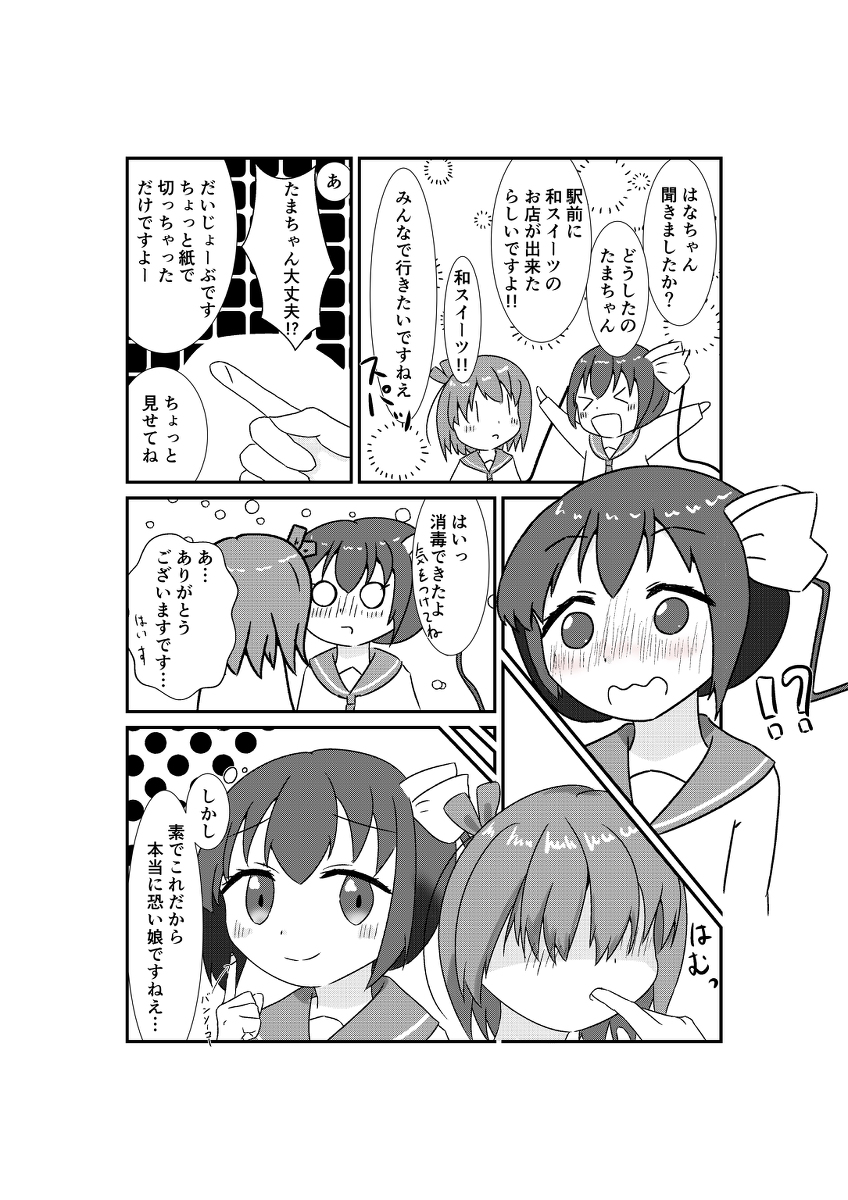 はなちゃん
聞きましたか？
どうしたの
たまちゃん
駅前に
和スイーツの
お店が出来た
らしいですよ!!
和スイーツ!!
みんなで行きたいですねえ
スパーッ
あ
たまちゃん大丈夫!?
だいじょーぶです
ちょっと紙で
切っちゃった
だけですよー
ちょっと
見せてね
!?
はむっ
はいっ
消毒できたよ
気をつけてね
あ…
ありがとう
ございますです…
はいす
しかし
素でこれだから
本当に恐い娘ですねえ…
バンソーコー